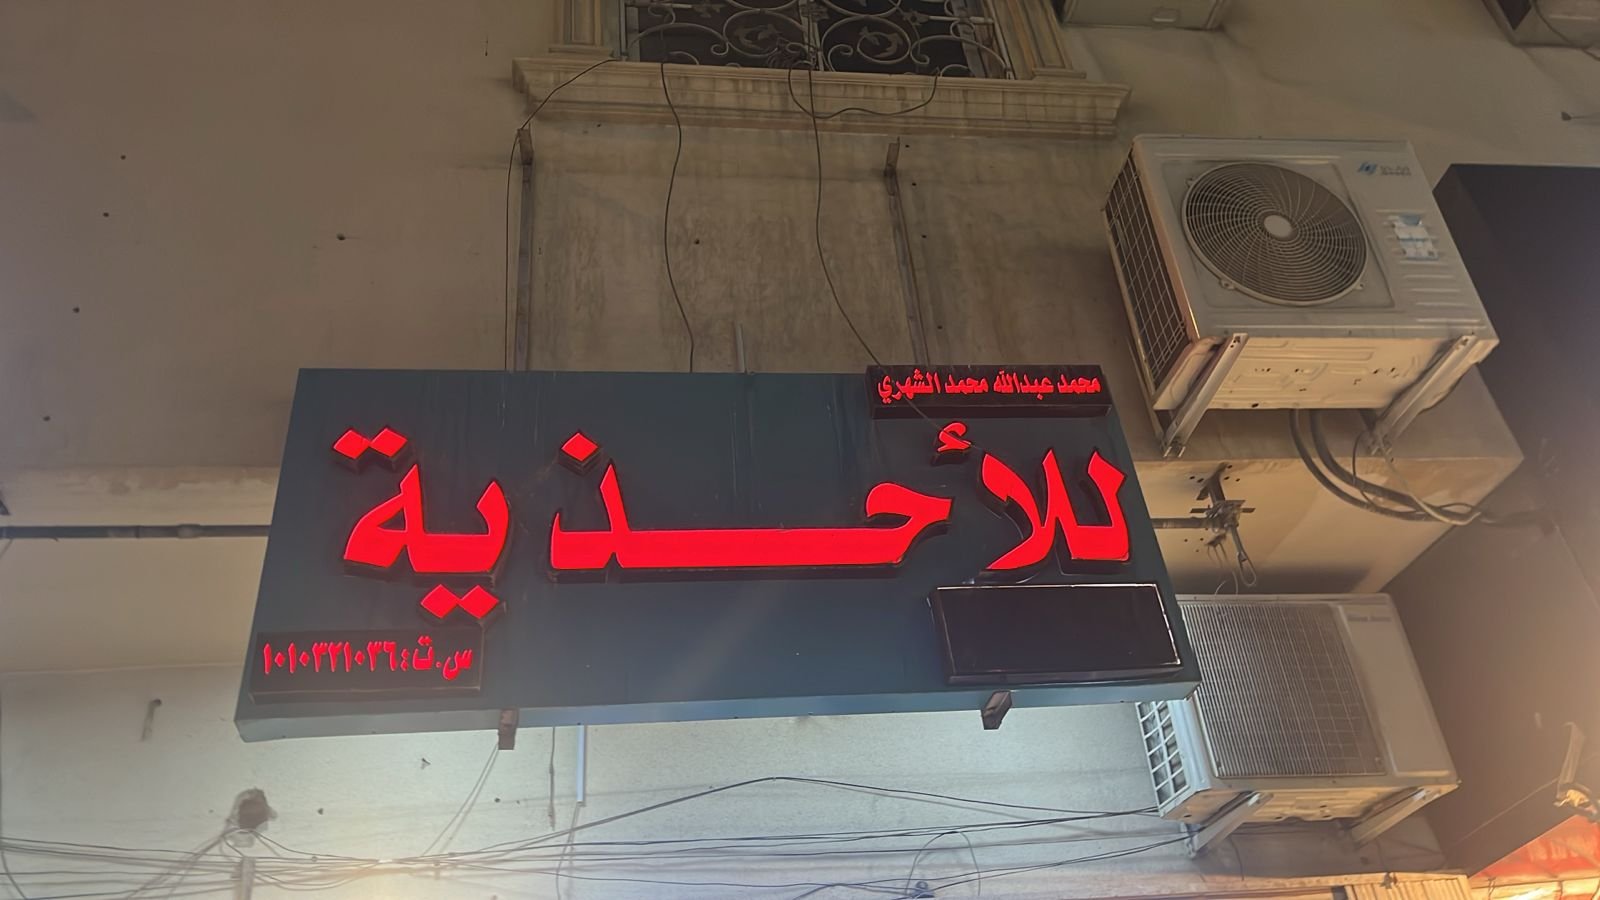 محمد عبدالله محمد الشهري
للأحذية
س.ت:١٠١٠٣٢١٠٣٦